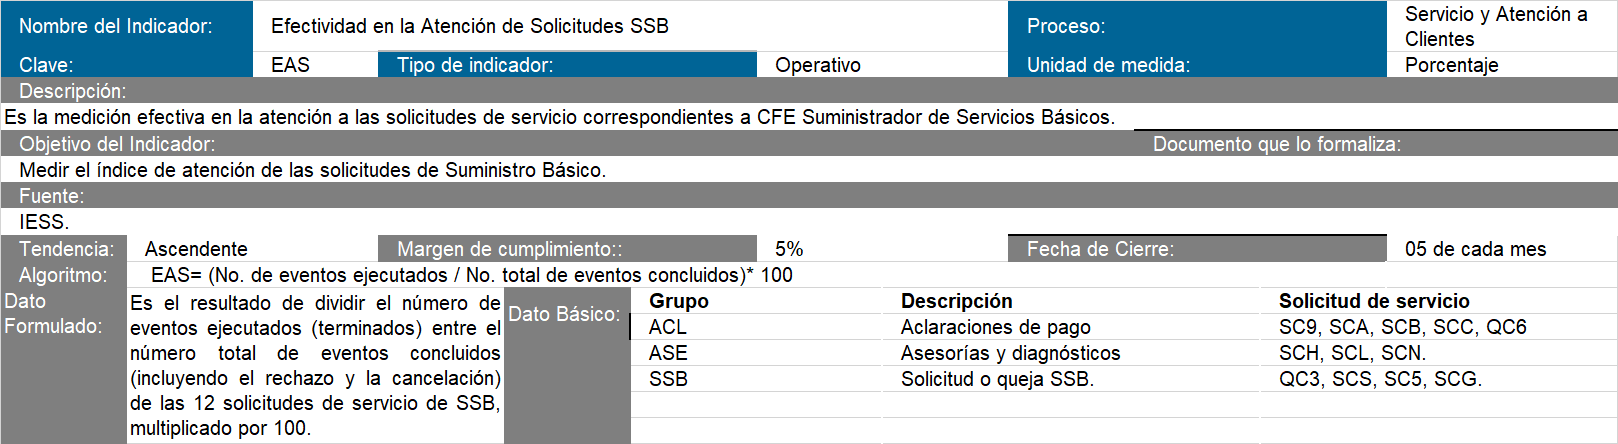 Nombre del Indicador: Efectividad en la Atención de Solicitudes SSB Proceso: Servicio y Atención a
Clientes
Clave: EAS Tipo de indicador: Operativo Unidad de medida: Porcentaje
Descripción:
Es la medición efectiva en la atención a las solicitudes de servicio correspondientes a CFE Suministrador de Servicios Básicos.
Objetivo del Indicador: Documento que lo formaliza:
Medir el índice de atención de las solicitudes de Suministro Básico.
Fuente:
IESS.
Tendencia: Ascendente Margen de cumplimiento:: 5% Fecha de Cierre: 05 de cada mes
Algoritmo: EAS= (No. de eventos ejecutados / No. total de eventos concluidos)* 100
Dato
Formulado:
Es el resultado de dividir el número de
eventos ejecutados (terminados) entre el
número total de eventos concluidos
(incluyendo el rechazo y la cancelación)
de las 12 solicitudes de servicio de SSB,
multiplicado por 100.
Dato Básico:
Grupo Descripción Solicitud de servicio
ACL Aclaraciones de pago SC9, SCA, SCB, SCC, QC6
ASE Asesorías y diagnósticos SCH, SCL, SCN.
SSB Solicitud o queja SSB. QC3, SCS, SC5, SCG.